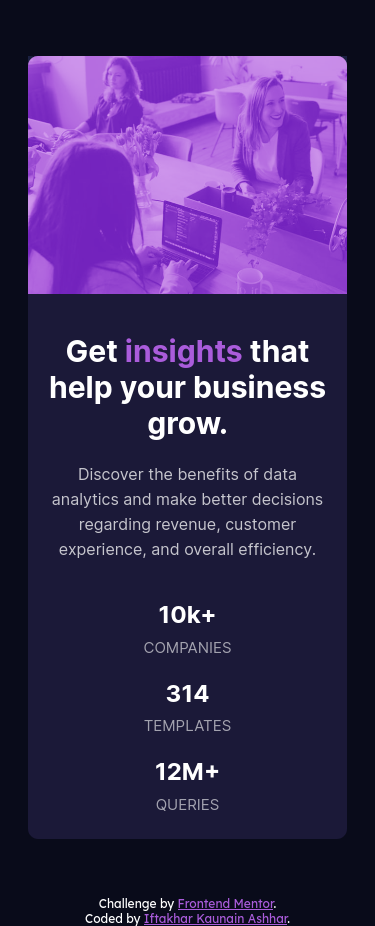 Get insights that
help your business
grow.
Discover the benefits of data
analytics and make better decisions
regarding revenue, customer
experience, and overall efficiency.
10k+
COMPANIES
314
TEMPLATES
12M+
QUERIES
Challenge by Frontend Mentor.
Coded by Iftakhar Kaunain Ashhar.